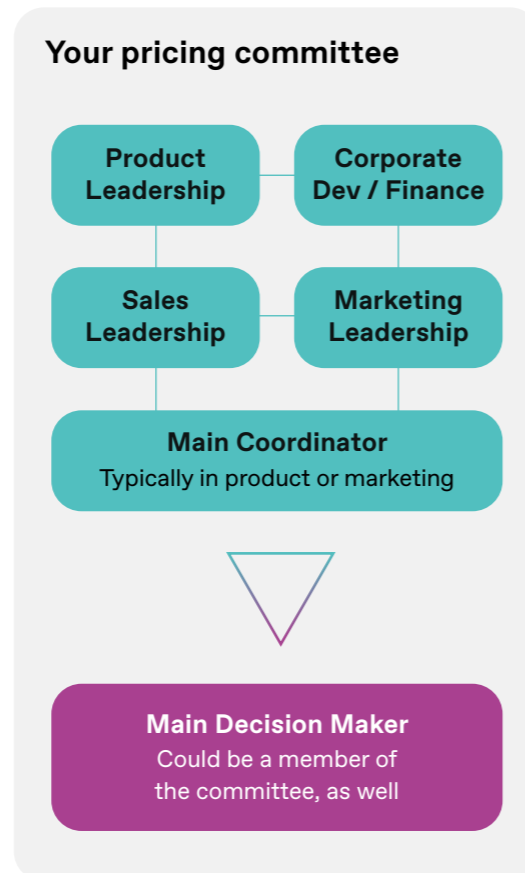 Your pricing committee
Product
Leadership
Corporate
Dev / Finance
Sales
Leadership
Marketing
Leadership
Main Coordinator
Typically in product or marketing
Main Decision Maker
Could be a member of
the committee, as well